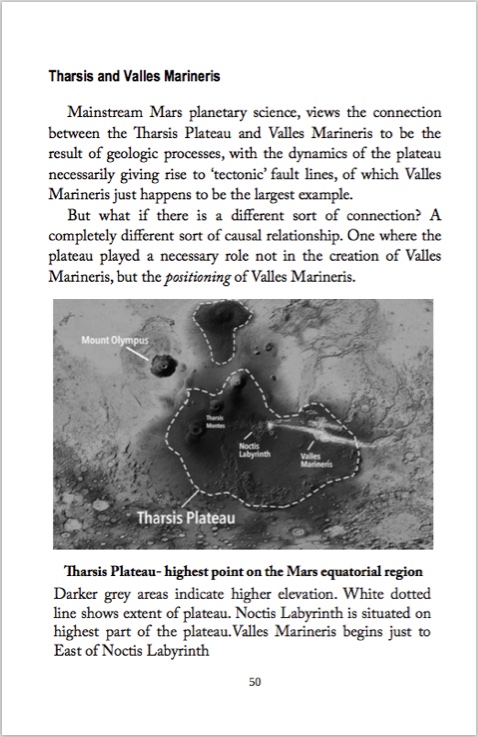 Tharsis and Valles Marineris
Mainstream Mars planetary science, views the connection
between the Tharsis Plateau and Valles Marineris to be the
result of geologic processes, with the dynamics of the plateau
necessarily giving rise to ‘tectonic’ fault lines, of which Valles
Marineris just happens to be the largest example.
But what if there is a different sort of connection? A
completely different sort of causal relationship. One where the
plateau played a necessary role not in the creation of Valles
Marineris, but the positioning of Valles Marineris.
Mount Olympus
Tharsis
Montes
Noctis
Labyrinth
Valles
Marineris
Tharsis Plateau
Tharsis Plateau- highest point on the Mars equatorial region
Darker grey areas indicate higher elevation. White dotted
line shows extent of plateau. Noctis Labyrinth is situated on
highest part of the plateau.Valles Marineris begins just to
East of Noctis Labyrinth
50